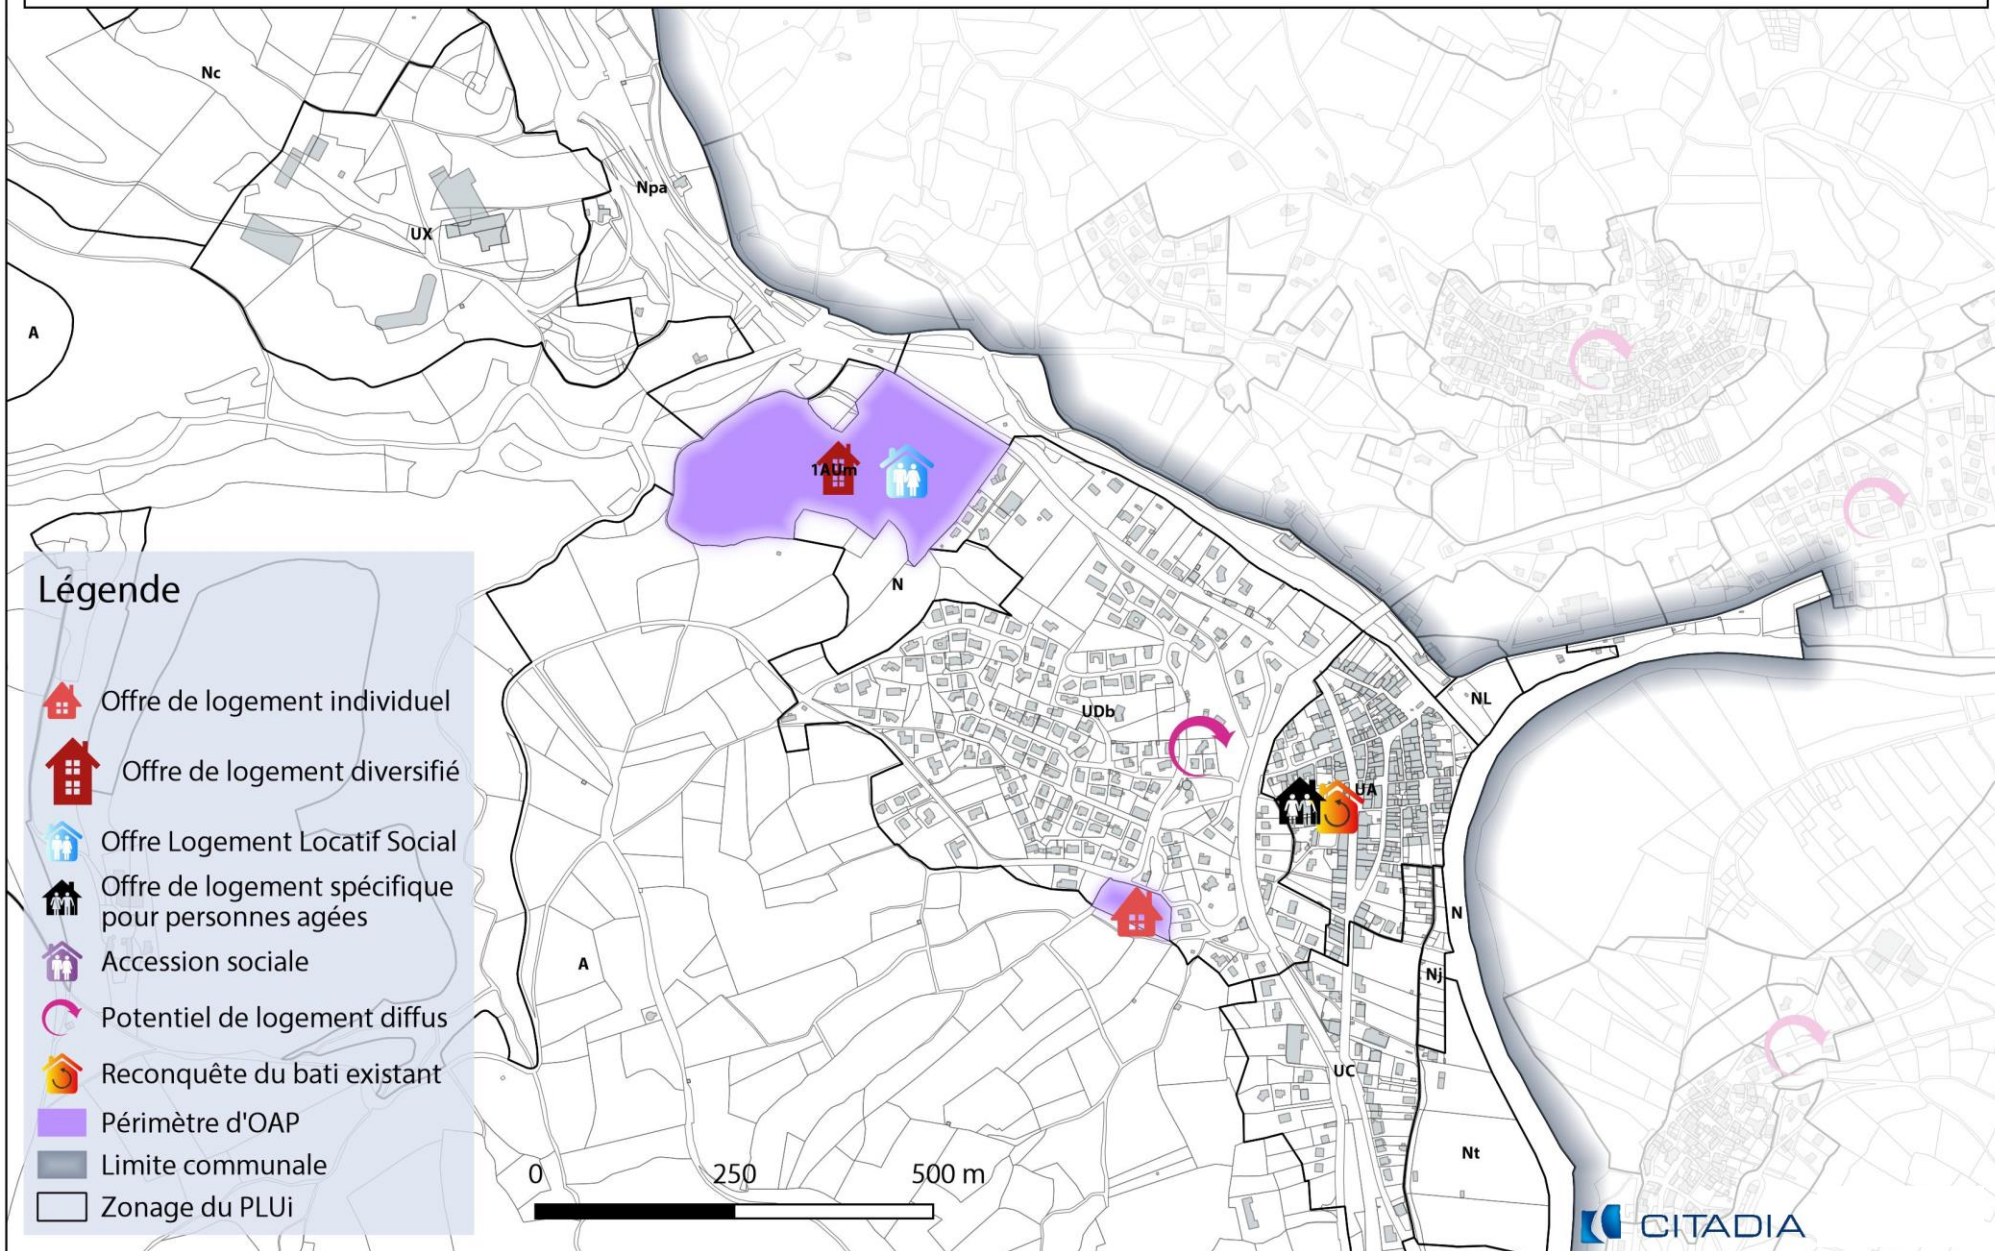 Nc
Npa
UX
A
1AUm
N
UDb
NL
UA
N
A
Nj
UC
Nt
Légende
Offre de logement individuel
Offre de logement diversifié
Offre Logement Locatif Social
Offre de logement spécifique
pour personnes agées
Accession sociale
Potentiel de logement diffus
Reconquête du bati existant
Périmètre d'OAP
Limite communale
Zonage du PLUi
0 250 500 m
CITADIA